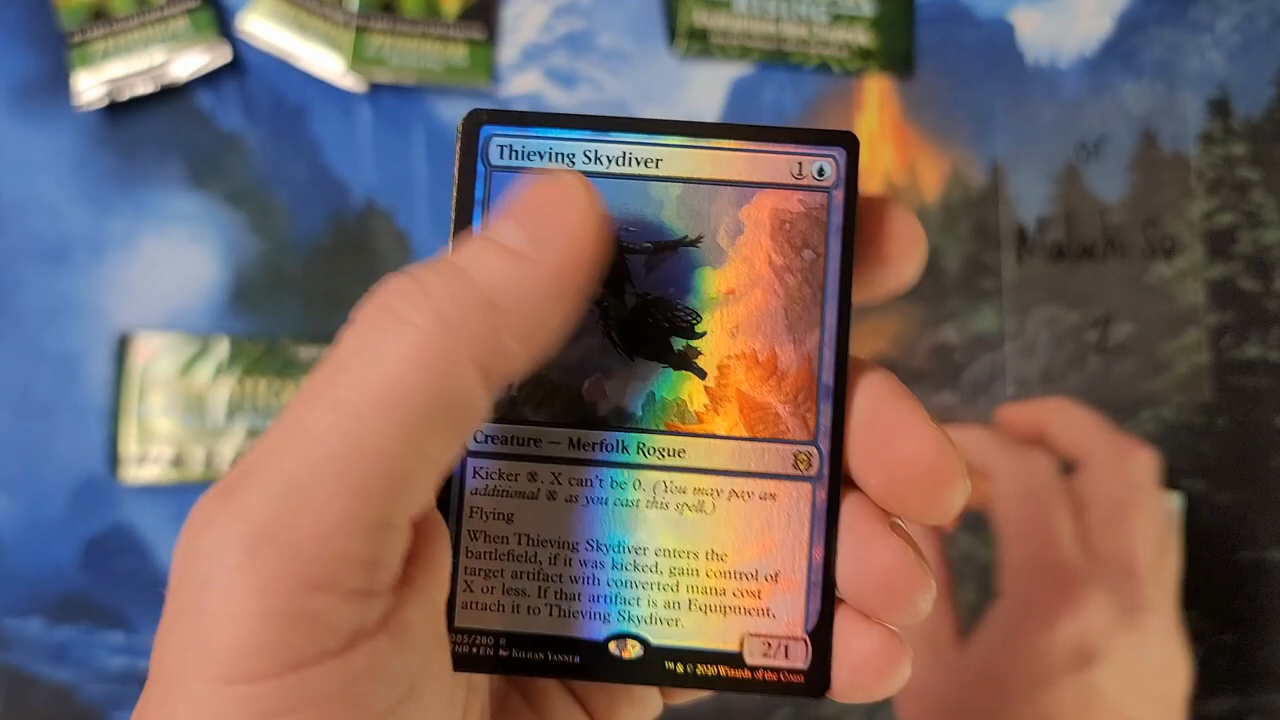 Thieving Skydiver
1
Creature — Merfolk Rogue
Kicker X. X can't be 0. (You may pay an
additional X as you cast this spell.)
Flying
When Thieving Skydiver enters the
battlefield, if it was kicked, gain control of
target artifact with converted mana cost
X or less. If that artifact is an Equipment,
attach it to Thieving Skydiver.
085/280 R
ZNR★EN Kieran Yanner
2/1
™ & © 2020 Wizards of the Coast
or